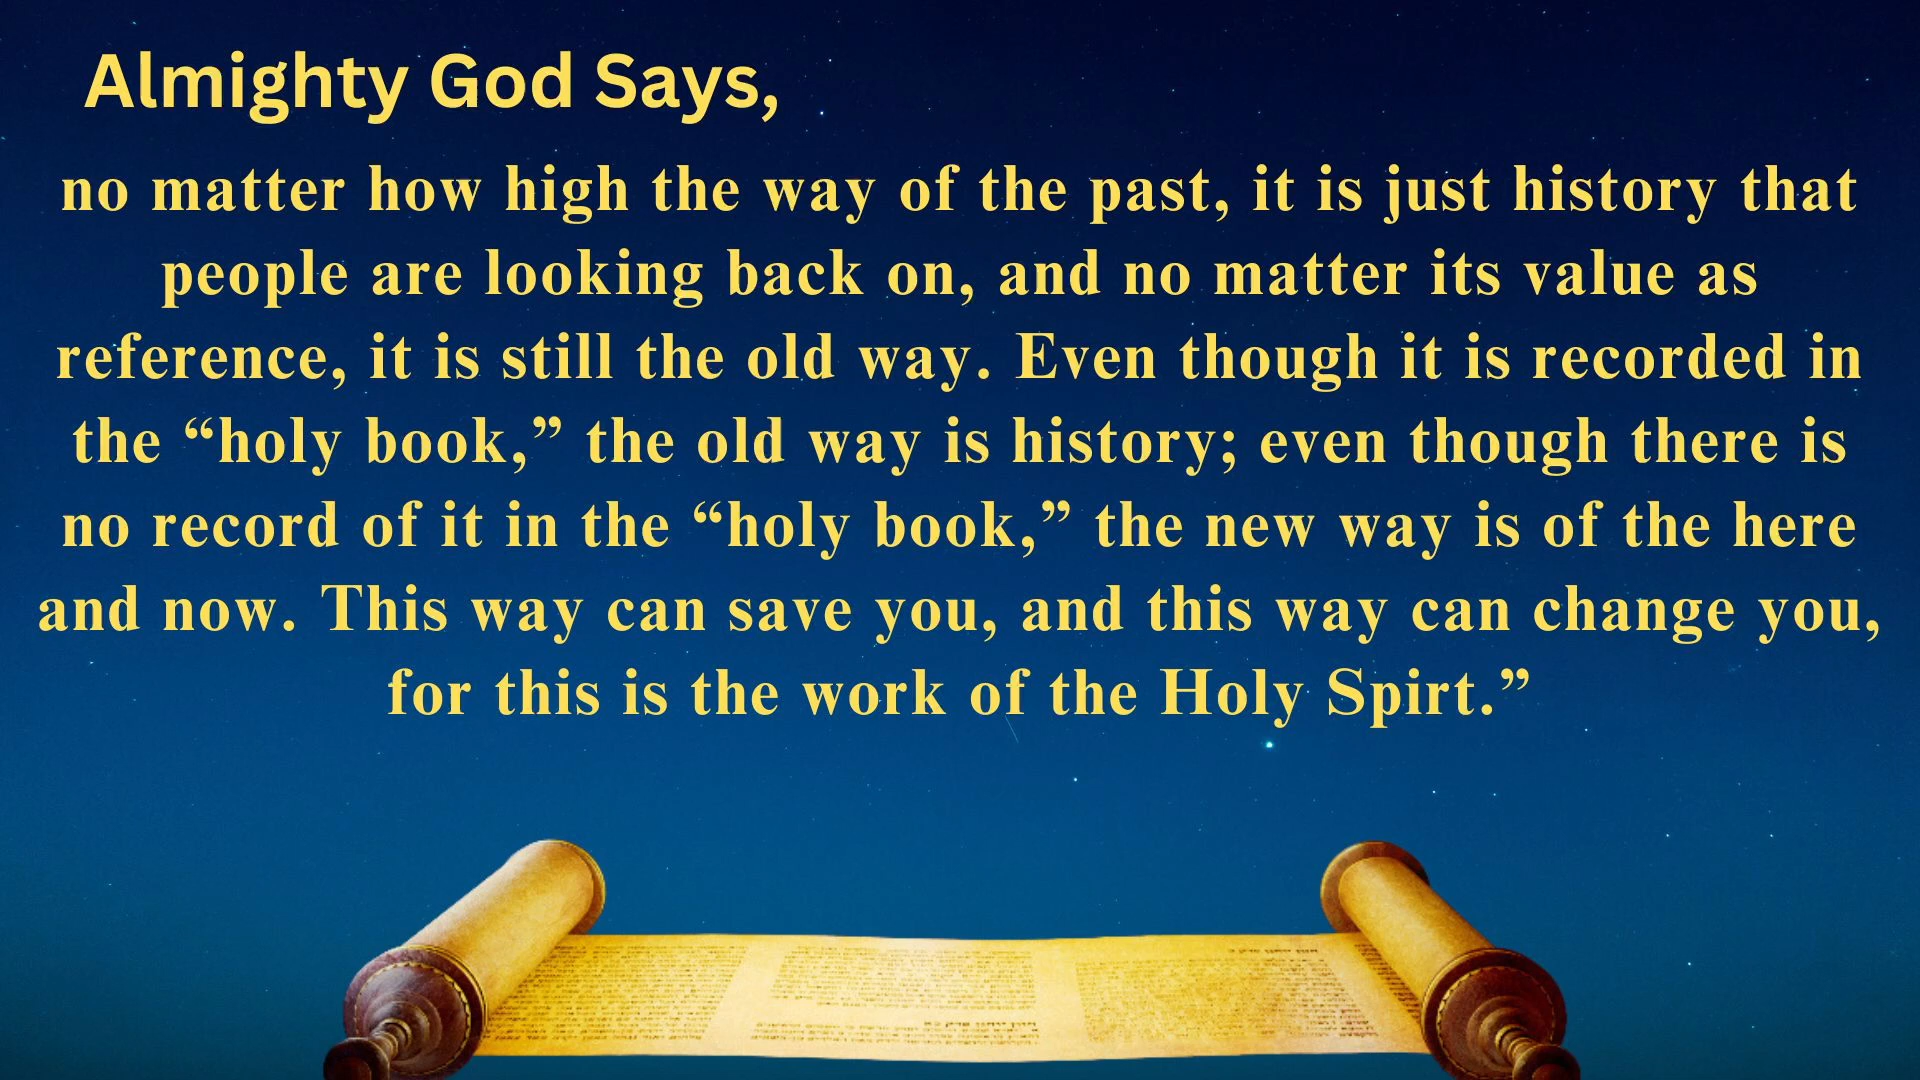 Almighty God Says,
no matter how high the way of the past, it is just history that
people are looking back on, and no matter its value as
reference, it is still the old way. Even though it is recorded in
the “holy book,” the old way is history; even though there is
no record of it in the “holy book,” the new way is of the here
and now. This way can save you, and this way can change you,
for this is the work of the Holy Spirt.”